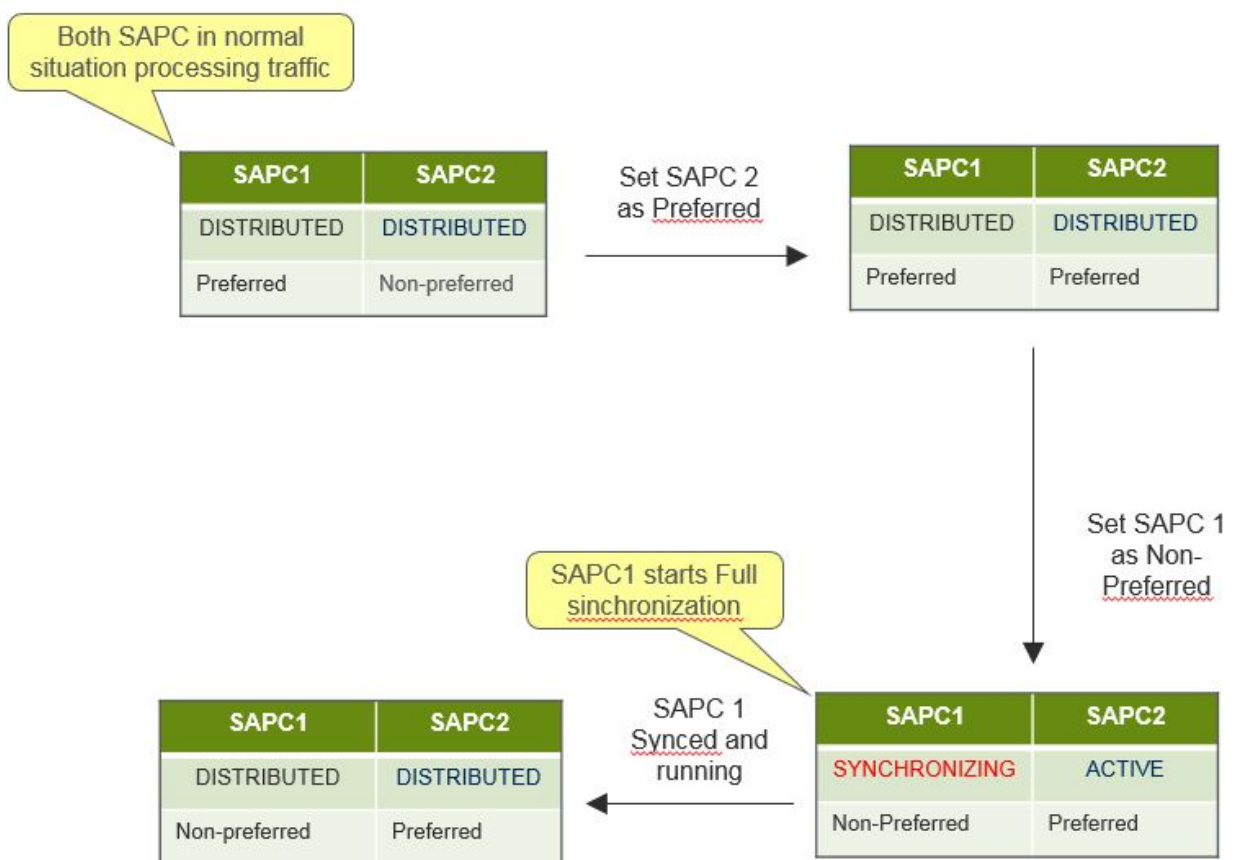 Both SAPC in normal
situation processing traffic
SAPC1 SAPC2
DISTRIBUTED DISTRIBUTED
Preferred Non-preferred
Set SAPC 2
as Preferred
SAPC1 SAPC2
DISTRIBUTED DISTRIBUTED
Preferred Preferred
Set SAPC 1
as Non-
Preferred
SAPC1 starts Full
sinchronization
SAPC1 SAPC2
SYNCHRONIZING ACTIVE
Non-Preferred Preferred
SAPC 1
Synced and
running
SAPC1 SAPC2
DISTRIBUTED DISTRIBUTED
Non-preferred Preferred